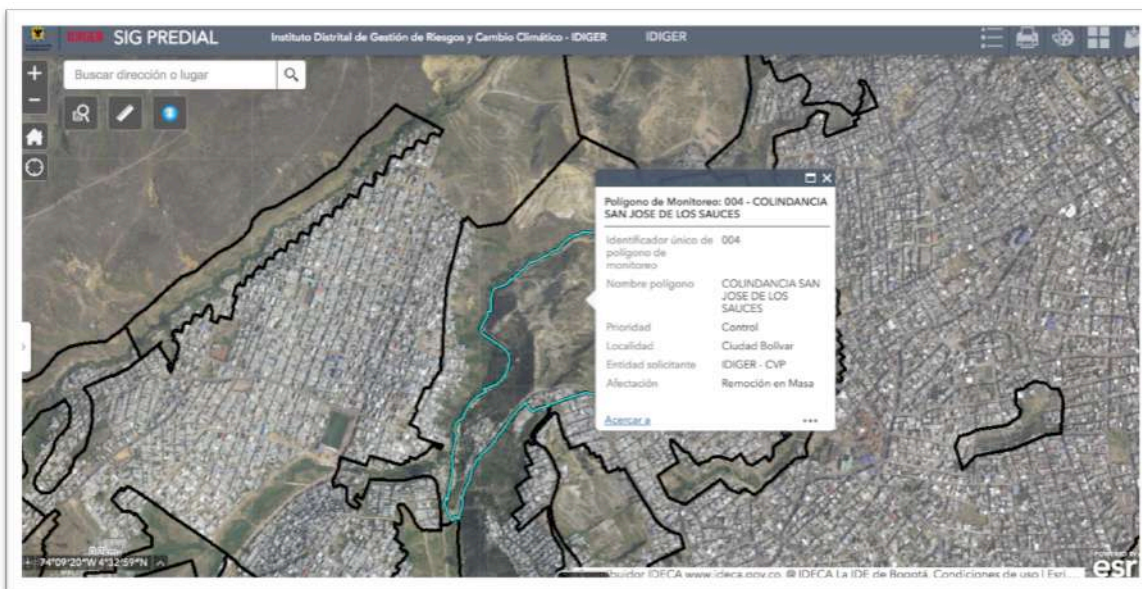 SIG PREDIAL
Instituto Distrital de Gestión de Riesgos y Cambio Climático - IDIGER
IDIGER
Buscar dirección o lugar
Polígono de Monitoreo: 004 - COLINDANCIA
SAN JOSE DE LOS SAUCES
Identificador único de 004
polígono de
monitoreo
Nombre polígono COLINDANCIA SAN
JOSE DE LOS
SAUCES
Prioridad Control
Localidad Ciudad Bolívar
Entidad solicitante IDIGER - CVP
Afectación Remoción en Masa
Acercar a
74°09'20"W 4°32'59"N
IDECA www.ideca.gov.co, @ IDECA La IDE de Bogotá, Condiciones de uso | Esri
POWERED BY
esri